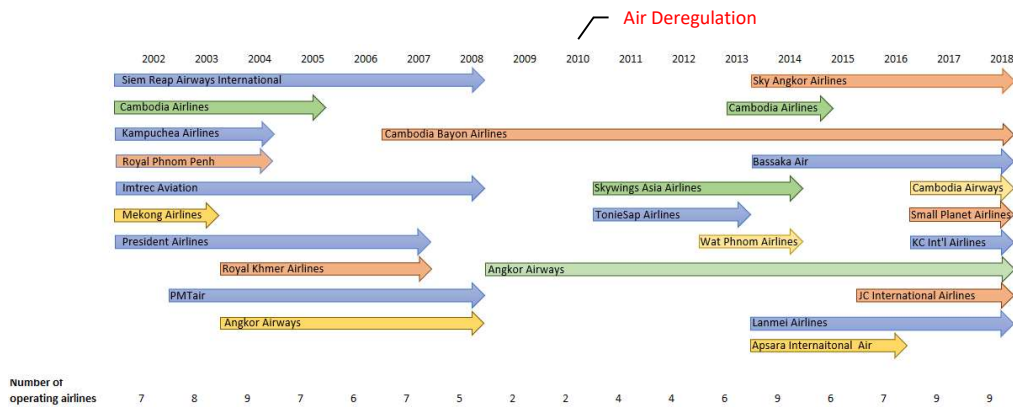 Air Deregulation
2002 2003 2004 2005 2006 2007 2008 2009 2010 2011 2012 2013 2014 2015 2016 2017 2018
Siem Reap Airways International Sky Angkor Airlines
Cambodia Airlines Cambodia Airlines
Kampuchea Airlines Cambodia Bayon Airlines
Royal Phnom Penh Bassaka Air
Imtrec Aviation Skywings Asia Airlines Cambodia Airways
Mekong Airlines TonieSap Airlines Small Planet Airlines
President Airlines Wat Phnom Airlines KC Int'l Airlines
Royal Khmer Airlines Angkor Airways
PMTair JC International Airlines
Angkor Airways Lanmei Airlines
Apsara Internaitonal Air
Number of
operating airlines 7 8 9 7 6 7 5 2 2 4 4 6 9 6 7 9 9